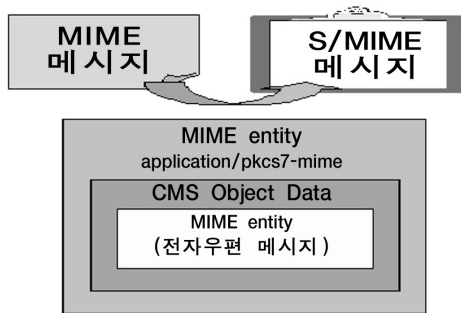 MIME
메시지
S/MIME
메시지
MIME entity
application/pkcs7-mime
CMS Object Data
MIME entity
(전자우편 메시지)